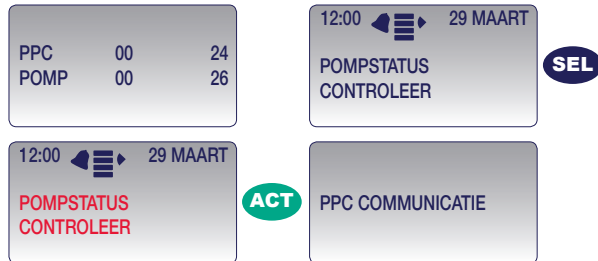 PPC 00 24
POMP 00 26
12:00 29 MAART
POMPSTATUS
CONTROLEER
SEL
12:00 29 MAART
POMPSTATUS
CONTROLEER
ACT
PPC COMMUNICATIE